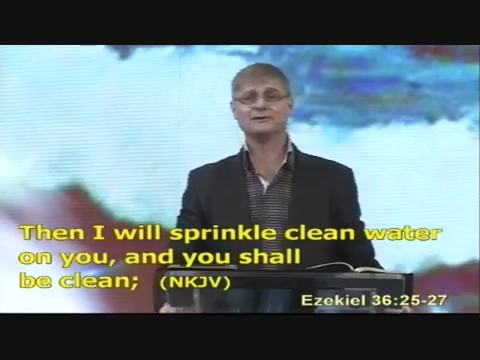 Then I will sprinkle clean water
on you, and you shall
be clean; (NKJV)
Ezekiel 36:25-27